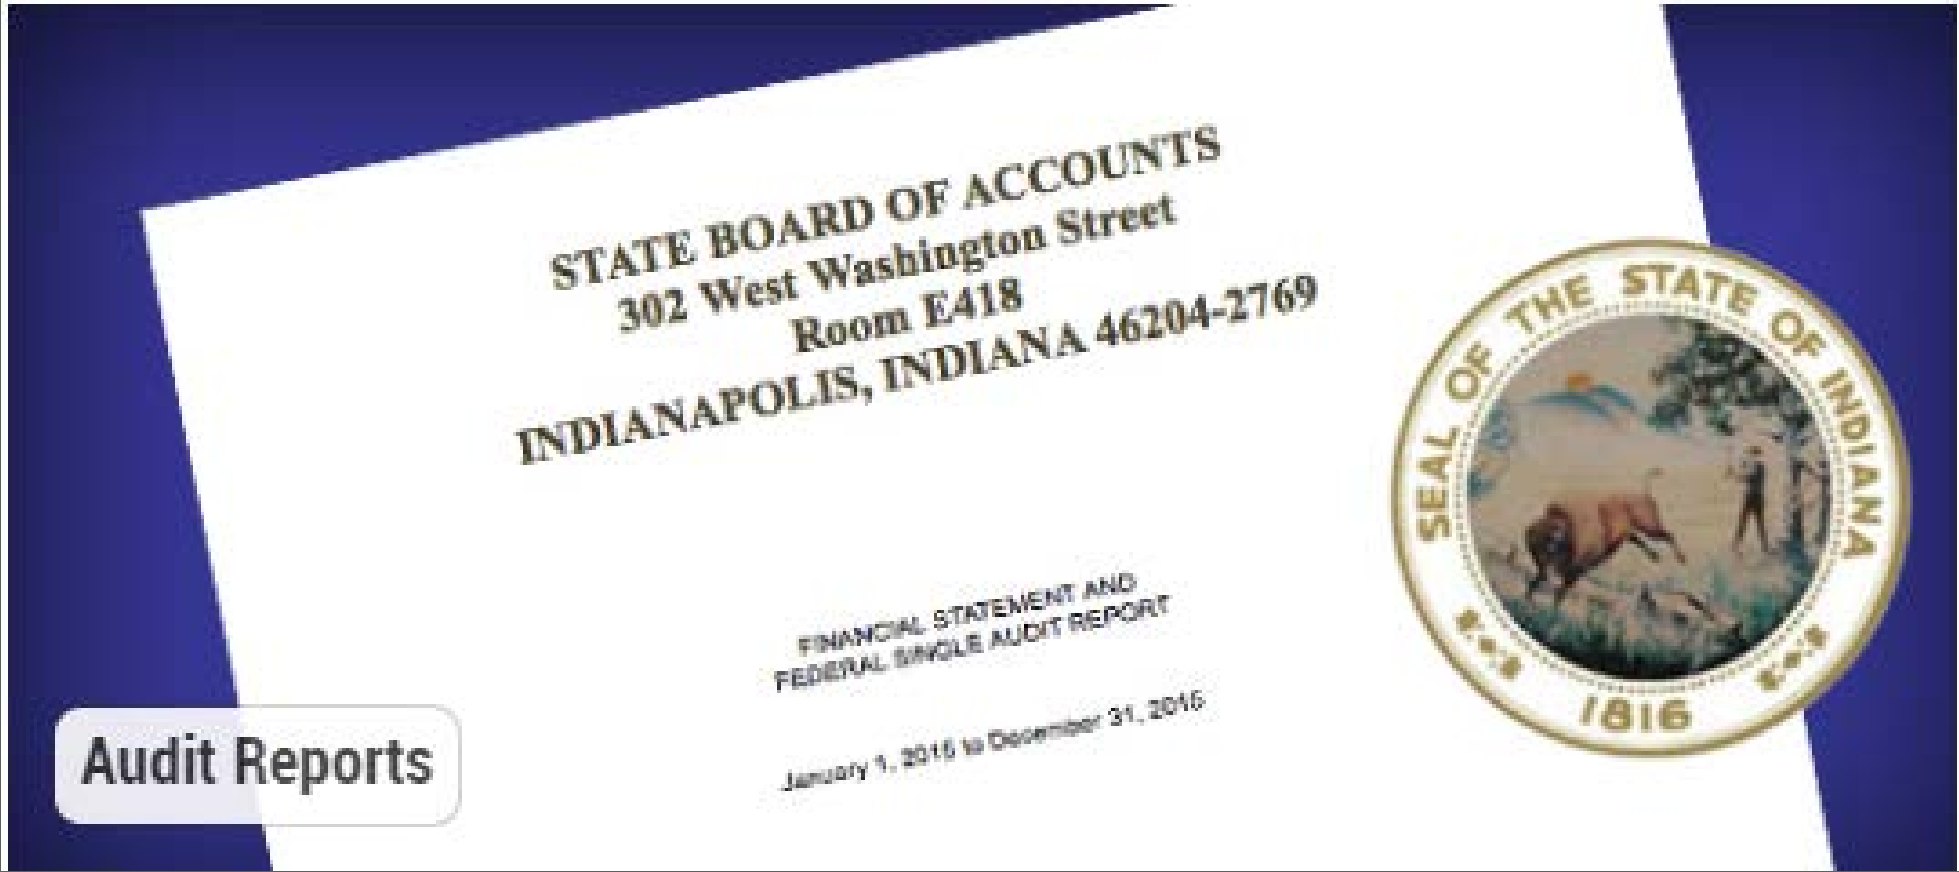 STATE BOARD OF ACCOUNTS
302 West Washington Street
Room E418
INDIANAPOLIS, INDIANA 46204-2769
SEAL OF THE STATE OF INDIANA
1816
FINANCIAL STATEMENT AND
FEDERAL SINGLE AUDIT REPORT
January 1, 2015 to December 31, 2015
Audit Reports